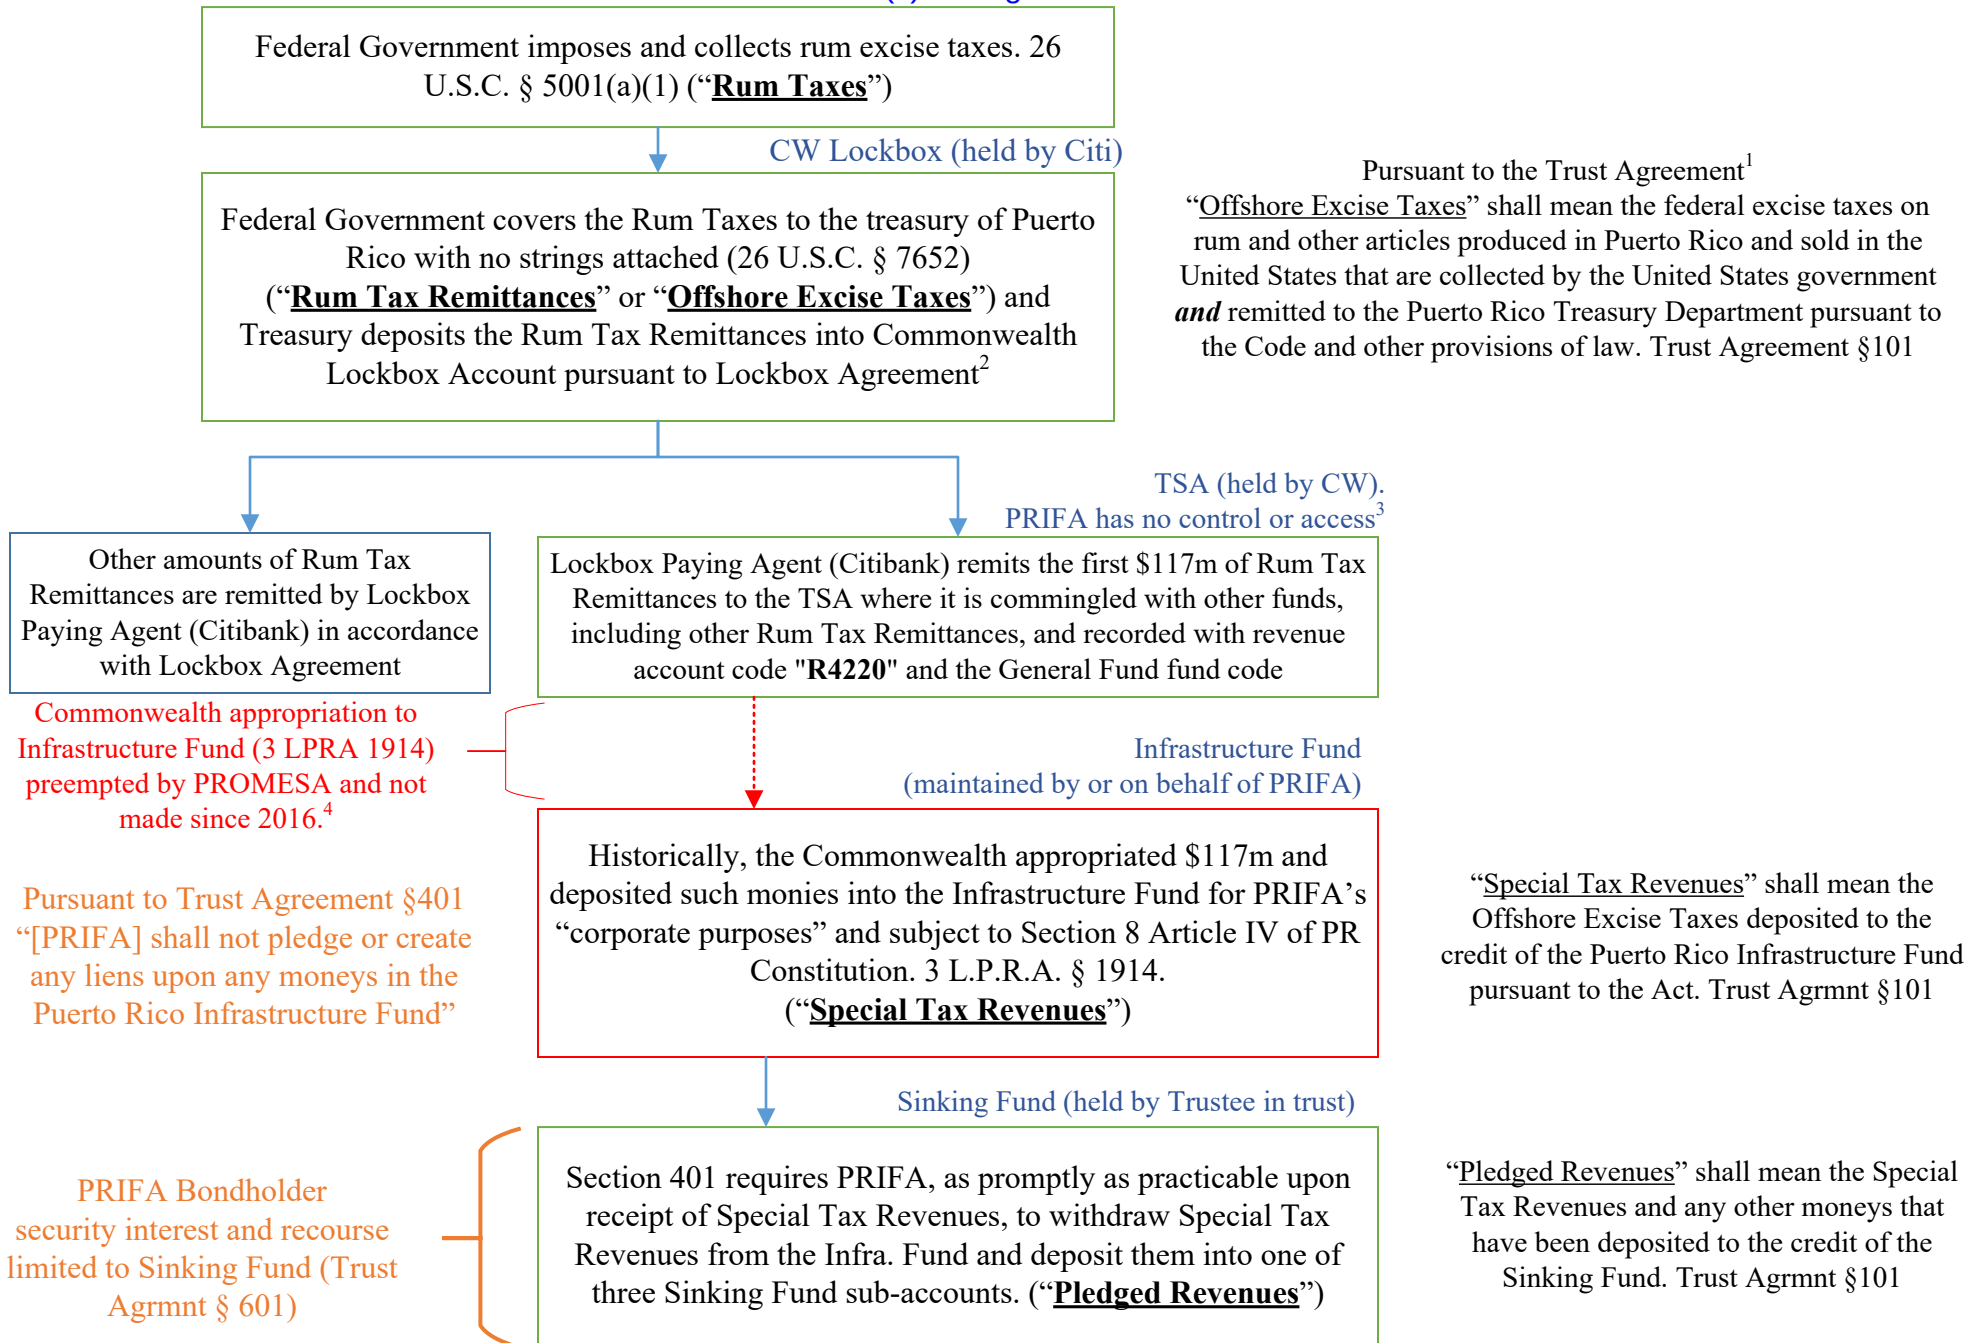 Federal Government imposes and collects rum excise taxes. 26
U.S.C. § 5001(a)(1) (“Rum Taxes”)
CW Lockbox (held by Citi)
Federal Government covers the Rum Taxes to the treasury of Puerto
Rico with no strings attached (26 U.S.C. § 7652)
(“Rum Tax Remittances” or “Offshore Excise Taxes”) and
Treasury deposits the Rum Tax Remittances into Commonwealth
Lockbox Account pursuant to Lockbox Agreement2
Pursuant to the Trust Agreement1
“Offshore Excise Taxes” shall mean the federal excise taxes on
rum and other articles produced in Puerto Rico and sold in the
United States that are collected by the United States government
and remitted to the Puerto Rico Treasury Department pursuant to
the Code and other provisions of law. Trust Agreement §101
TSA (held by CW).
PRIFA has no control or access3
Other amounts of Rum Tax
Remittances are remitted by Lockbox
Paying Agent (Citibank) in accordance
with Lockbox Agreement
Lockbox Paying Agent (Citibank) remits the first $117m of Rum Tax
Remittances to the TSA where it is commingled with other funds,
including other Rum Tax Remittances, and recorded with revenue
account code "R4220" and the General Fund fund code
Commonwealth appropriation to
Infrastructure Fund (3 LPRA 1914)
preempted by PROMESA and not
made since 2016.4
Infrastructure Fund
(maintained by or on behalf of PRIFA)
Pursuant to Trust Agreement §401
“[PRIFA] shall not pledge or create
any liens upon any moneys in the
Puerto Rico Infrastructure Fund”
Historically, the Commonwealth appropriated $117m and
deposited such monies into the Infrastructure Fund for PRIFA’s
“corporate purposes” and subject to Section 8 Article IV of PR
Constitution. 3 L.P.R.A. § 1914.
(“Special Tax Revenues”)
“Special Tax Revenues” shall mean the
Offshore Excise Taxes deposited to the
credit of the Puerto Rico Infrastructure Fund
pursuant to the Act. Trust Agrmnt §101
Sinking Fund (held by Trustee in trust)
PRIFA Bondholder
security interest and recourse
limited to Sinking Fund (Trust
Agrmnt § 601)
Section 401 requires PRIFA, as promptly as practicable upon
receipt of Special Tax Revenues, to withdraw Special Tax
Revenues from the Infra. Fund and deposit them into one of
three Sinking Fund sub-accounts. (“Pledged Revenues”)
“Pledged Revenues” shall mean the Special
Tax Revenues and any other moneys that
have been deposited to the credit of the
Sinking Fund. Trust Agrmnt §101